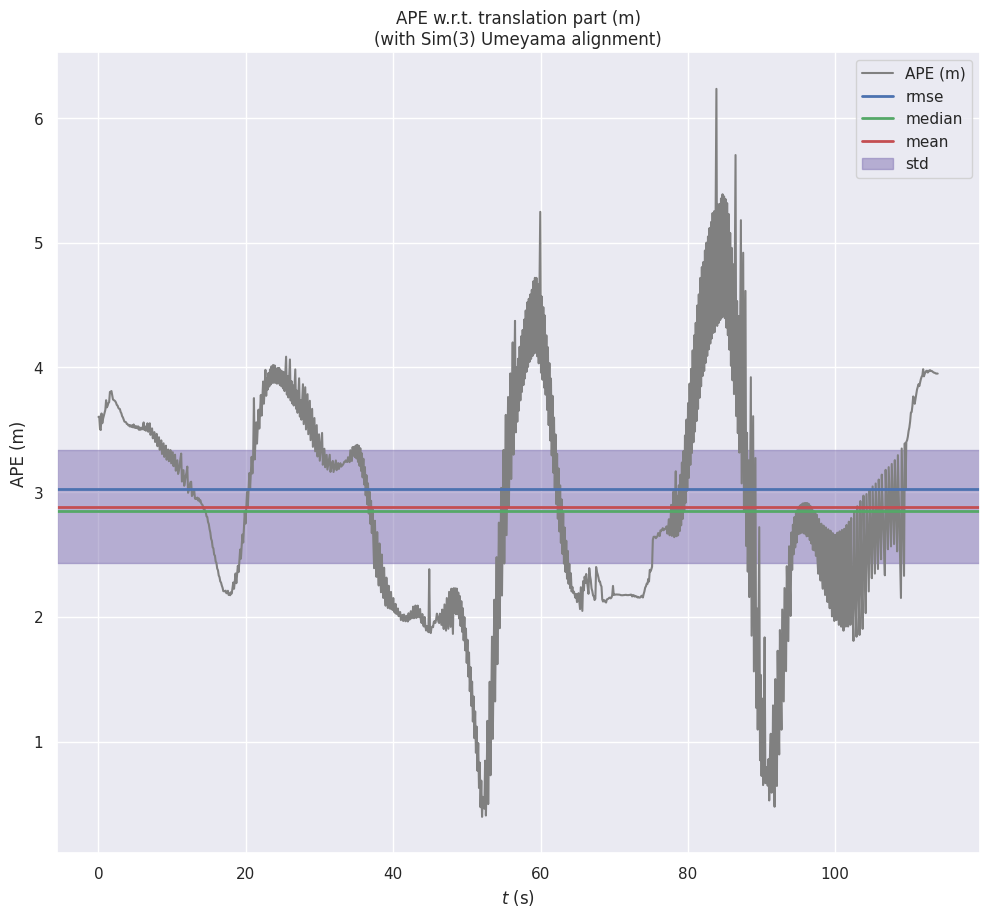 APE w.r.t. translation part (m)
(with Sim(3) Umeyama alignment)
APE (m)
rmse
median
mean
std
APE (m)
6
5
4
3
2
1
0
20
40
60
80
100
t (s)